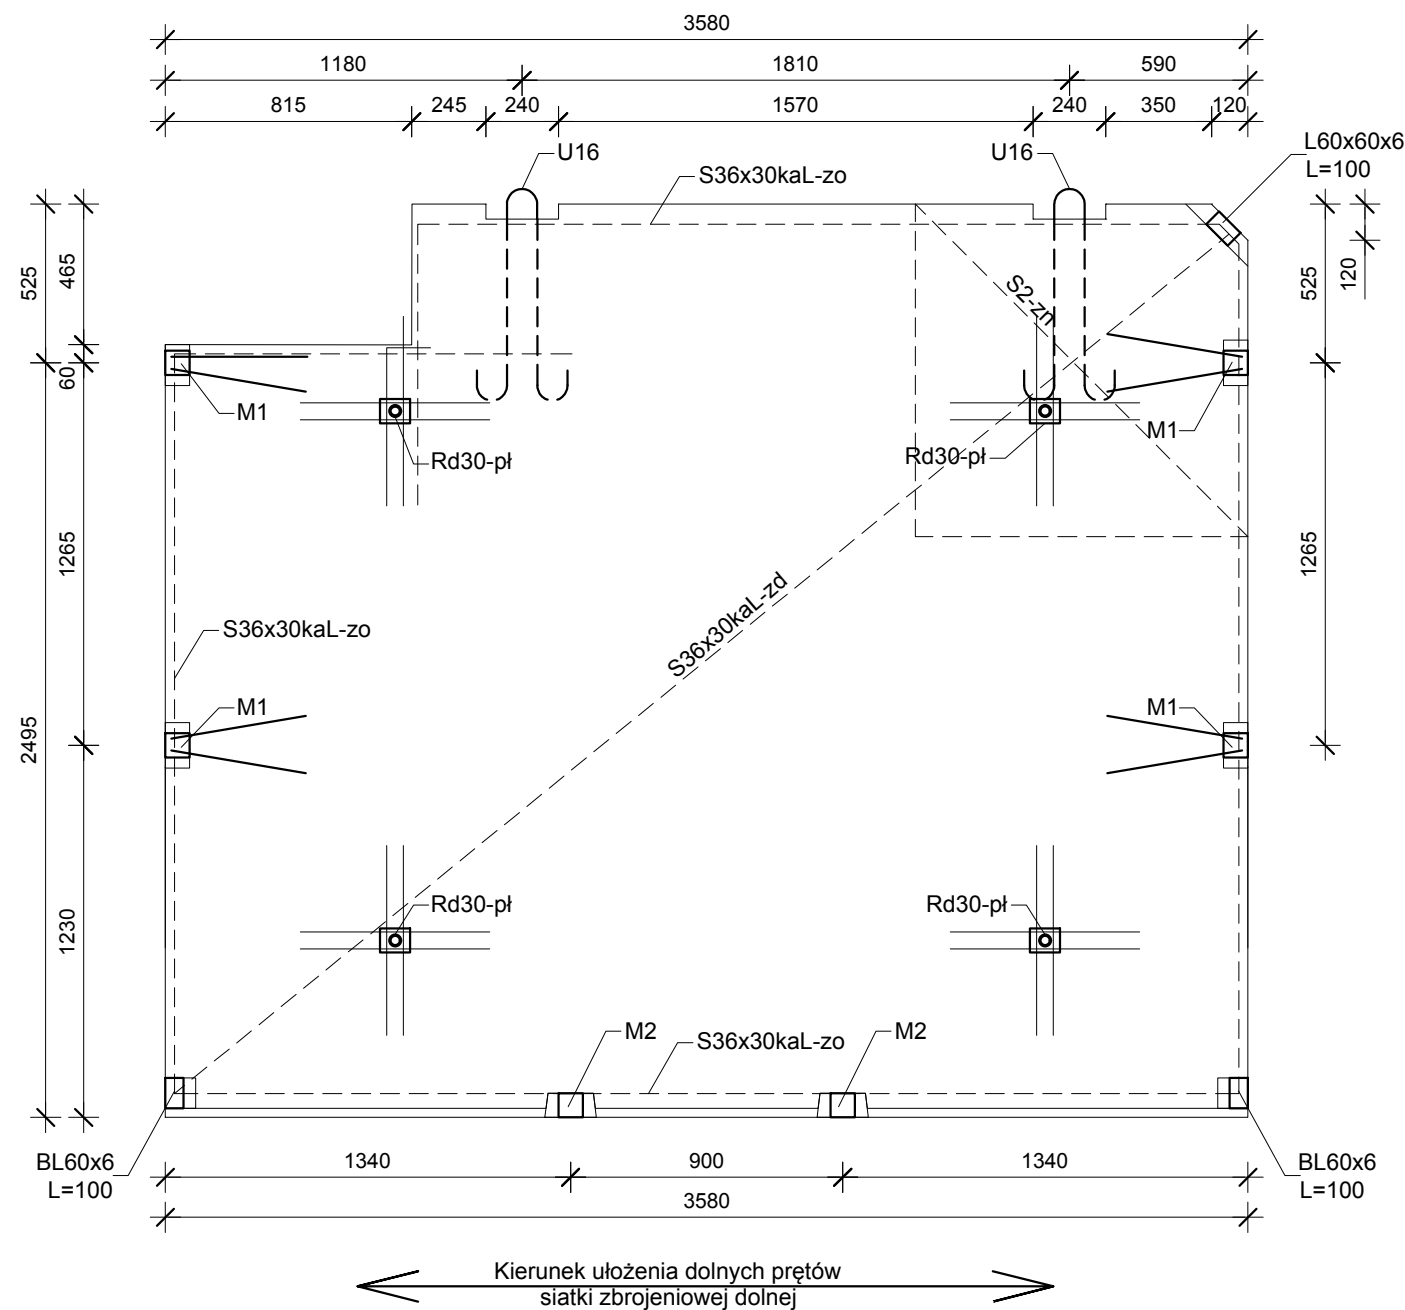 3580
1180
1810
590
815
245
240
1570
240
350
120
U16
U16
L60x60x6
L=100
S36x30kaL-zo
525
465
525
120
S2-zn
60
M1
M1
Rd30-pł
Rd30-pł
1265
1265
S36x30kaL-zd
S36x30kaL-zo
M1
M1
2495
1230
Rd30-pł
Rd30-pł
M2
S36x30kaL-zo
M2
BL60x6
L=100
1340
900
1340
BL60x6
L=100
3580
Kierunek ułożenia dolnych prętów
siatki zbrojeniowej dolnej